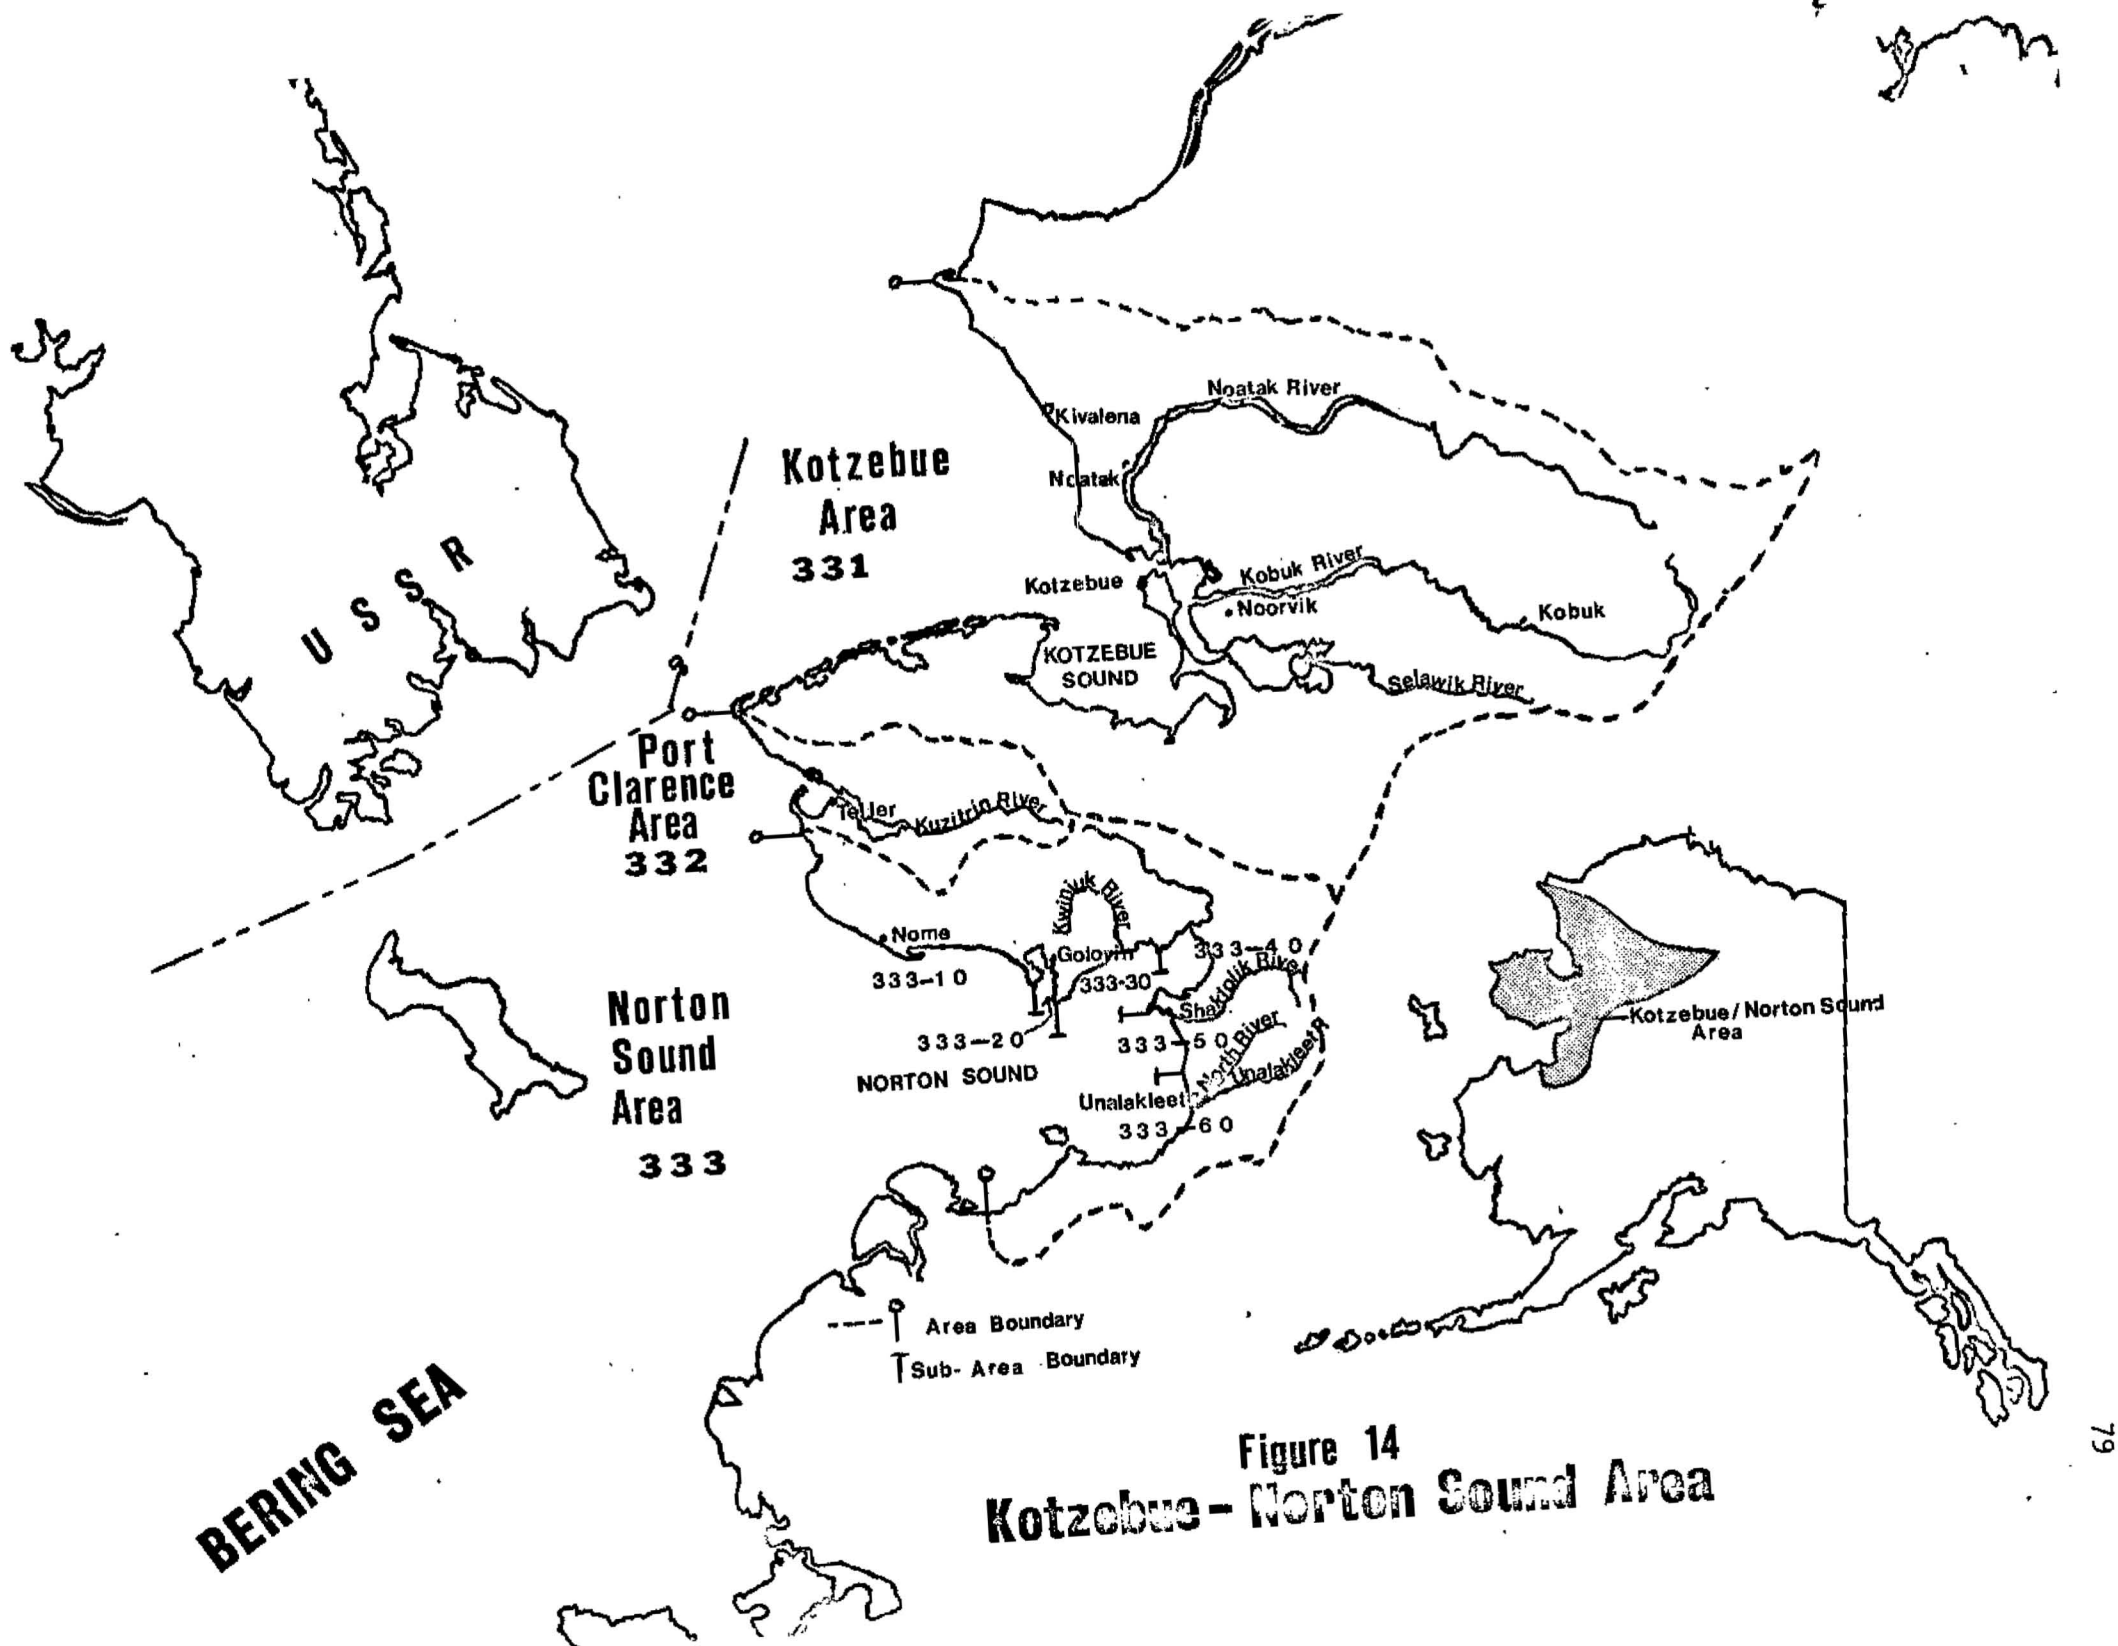 Noatak River
Kivalena
Kotzebue
Area
331
Noatak
U S S R
Kobuk River
Kotzebue
Noorvik
Kobuk
KOTZEBUE
SOUND
Selawik River
Port
Clarence
Area
332
Teller
Kuzitrin River
Kwiniuk River
Nome
Golovin
333-40
333-10
333-30
Shaktolik River
Norton
Sound
Area
333
333-20
333-50
North River
Unalakleet R
NORTON SOUND
Unalakleet
333-60
Kotzebue/Norton Sound
Area
Area Boundary
Sub-Area Boundary
BERING SEA
Figure 14
Kotzebue-Norton Sound Area
79